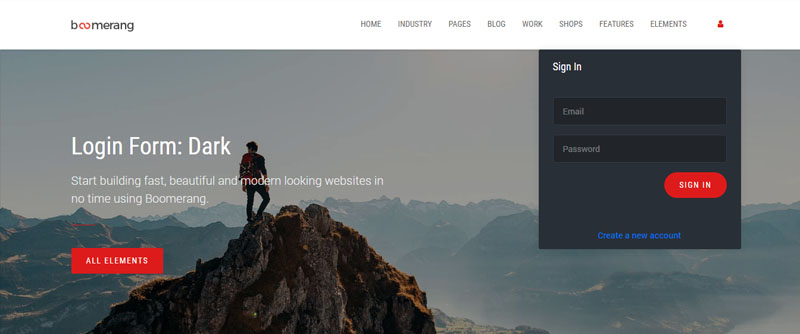 boomerang
HOME INDUSTRY PAGES BLOG WORK SHOPS FEATURES ELEMENTS
Sign In
Email
Password
SIGN IN
Create a new account
Login Form: Dark
Start building fast, beautiful and modern looking websites in
no time using Boomerang.
ALL ELEMENTS